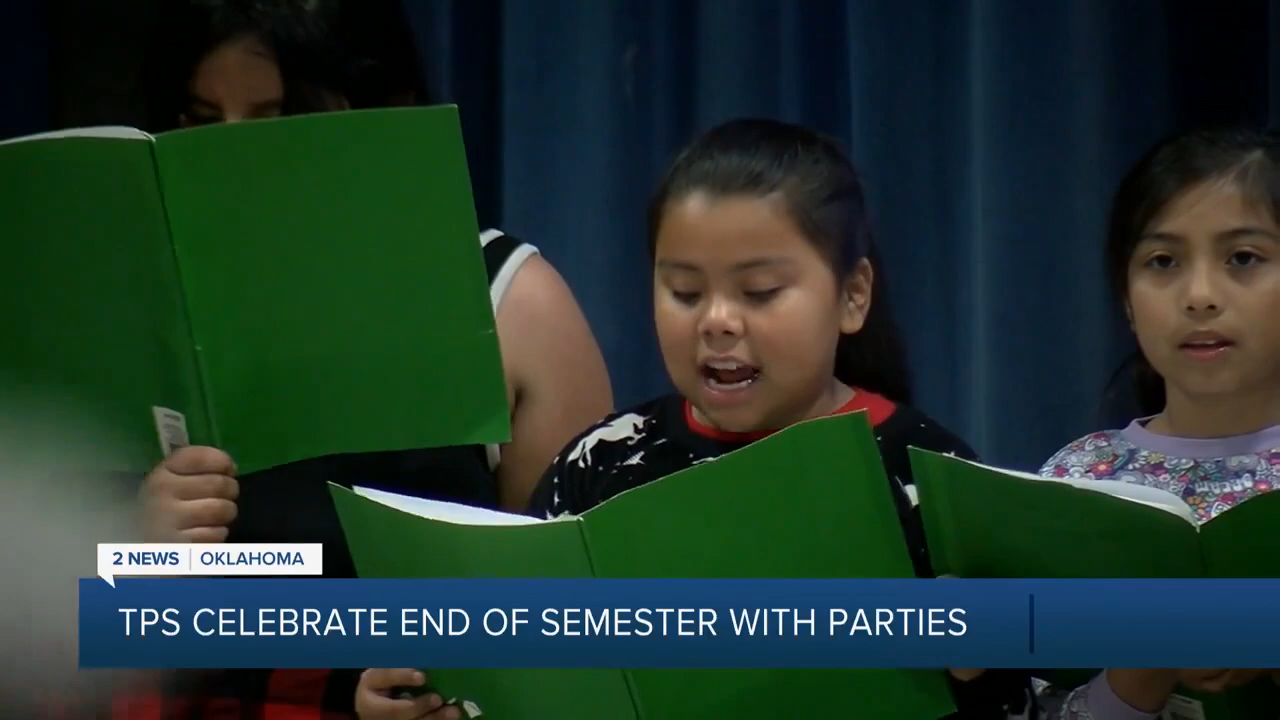 2 NEWS | OKLAHOMA
TPS CELEBRATE END OF SEMESTER WITH PARTIES